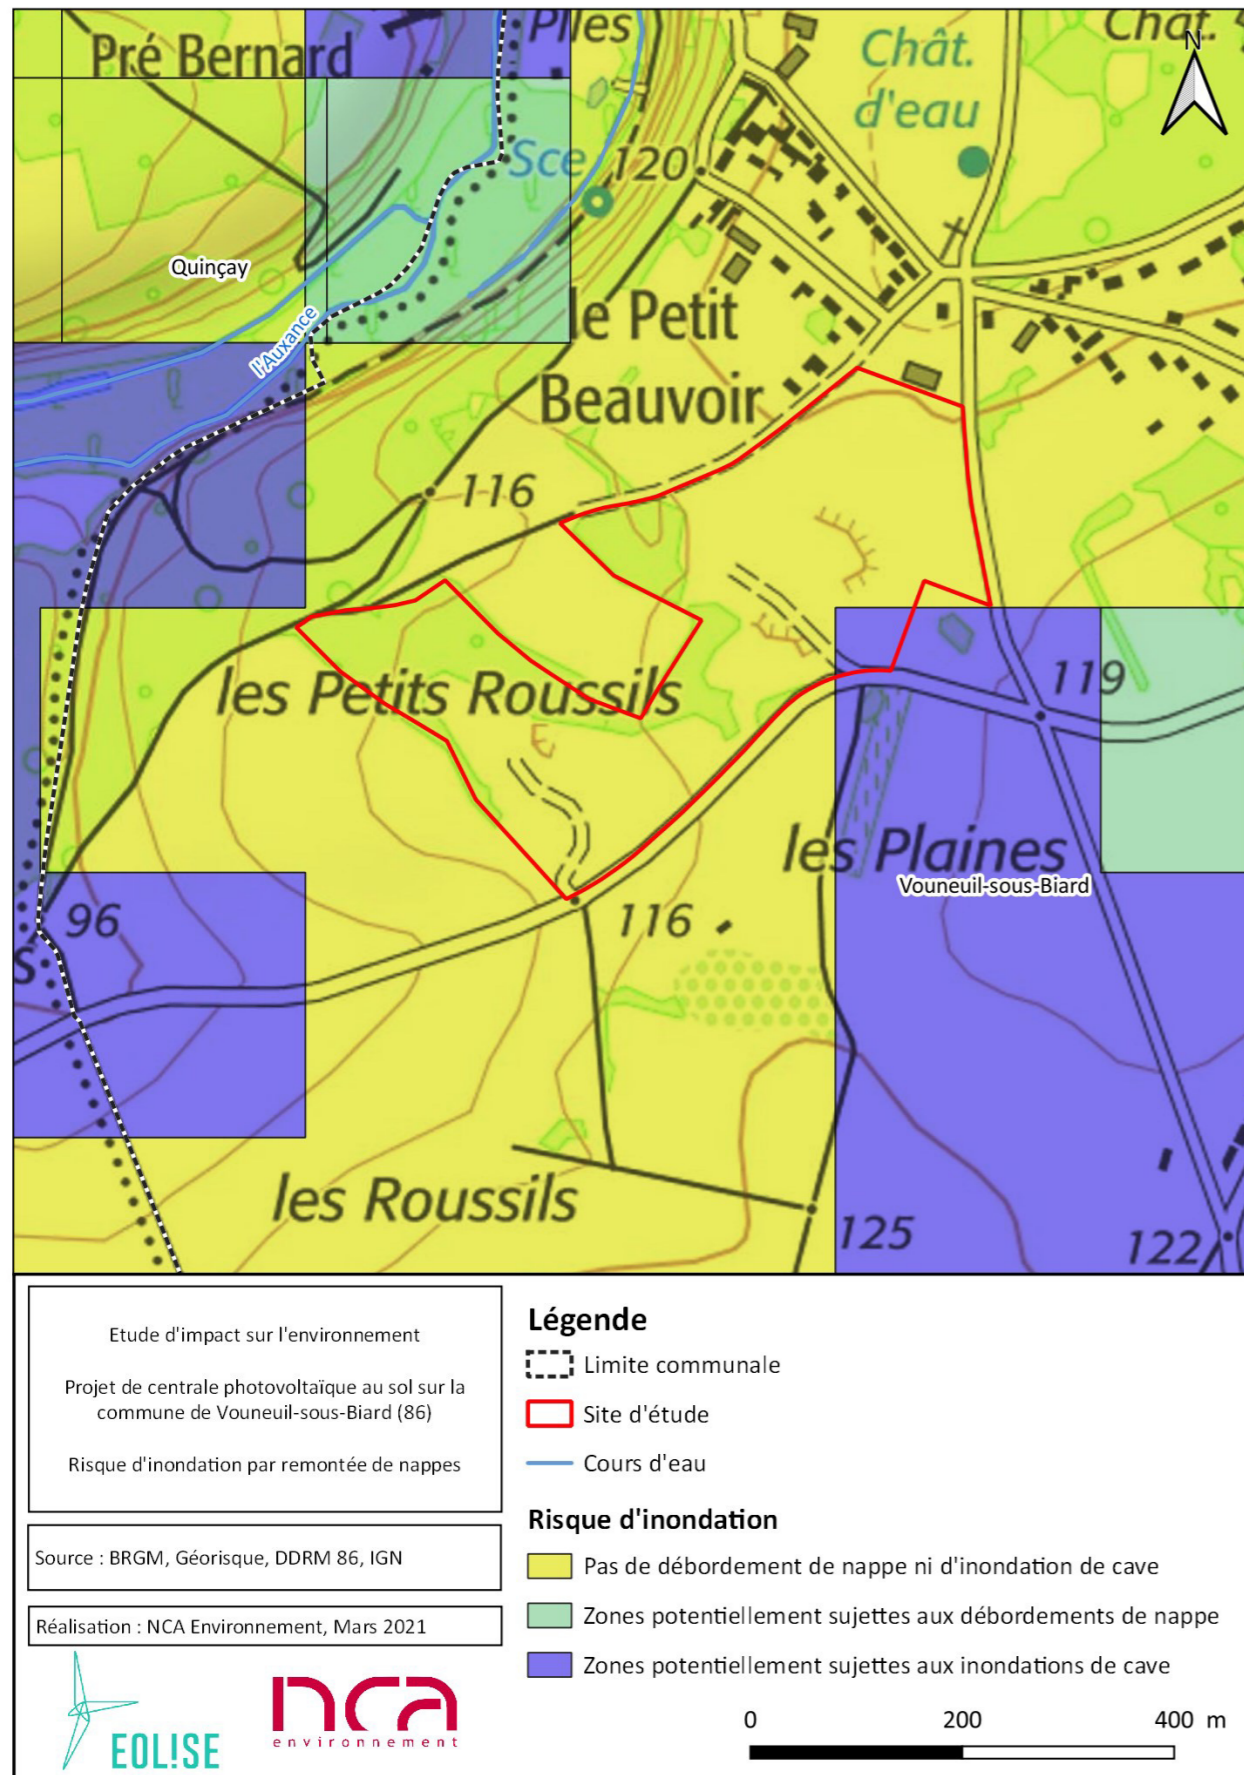 Pré Bernard
Piles
Chât.
d'eau
Chât.
N
Sce
120
Quinçay
l'Auxance
le Petit
Beauvoir
116
les Petits Roussils
119
les Plaines
Vouneuil-sous-Biard
96
s
116
les Roussils
125
122
Etude d'impact sur l'environnement
Projet de centrale photovoltaïque au sol sur la
commune de Vouneuil-sous-Biard (86)
Risque d'inondation par remontée de nappes
Source : BRGM, Géorisque, DDRM 86, IGN
Réalisation : NCA Environnement, Mars 2021
EOL!SE
nca
environnement
Légende
Limite communale
Site d'étude
Cours d'eau
Risque d'inondation
Pas de débordement de nappe ni d'inondation de cave
Zones potentiellement sujettes aux débordements de nappe
Zones potentiellement sujettes aux inondations de cave
0 200 400 m